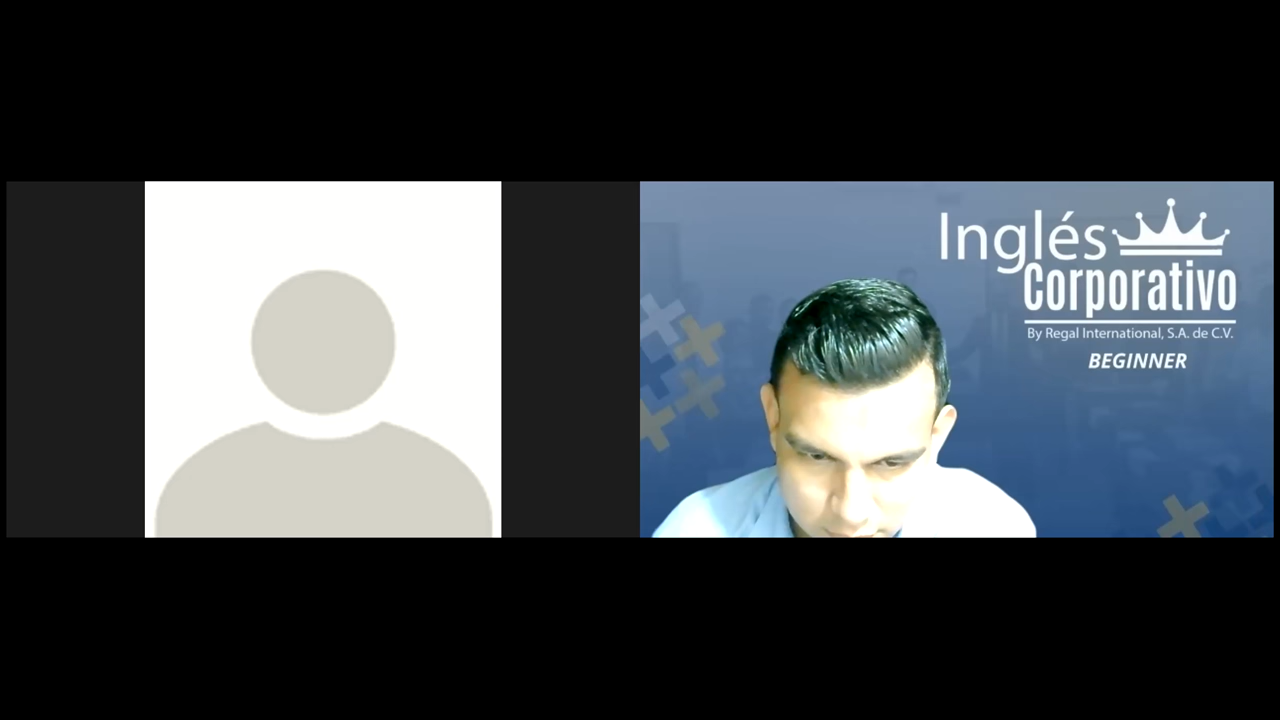 Inglés
Corporativo
By Regal International, S.A. de C.V.
BEGINNER